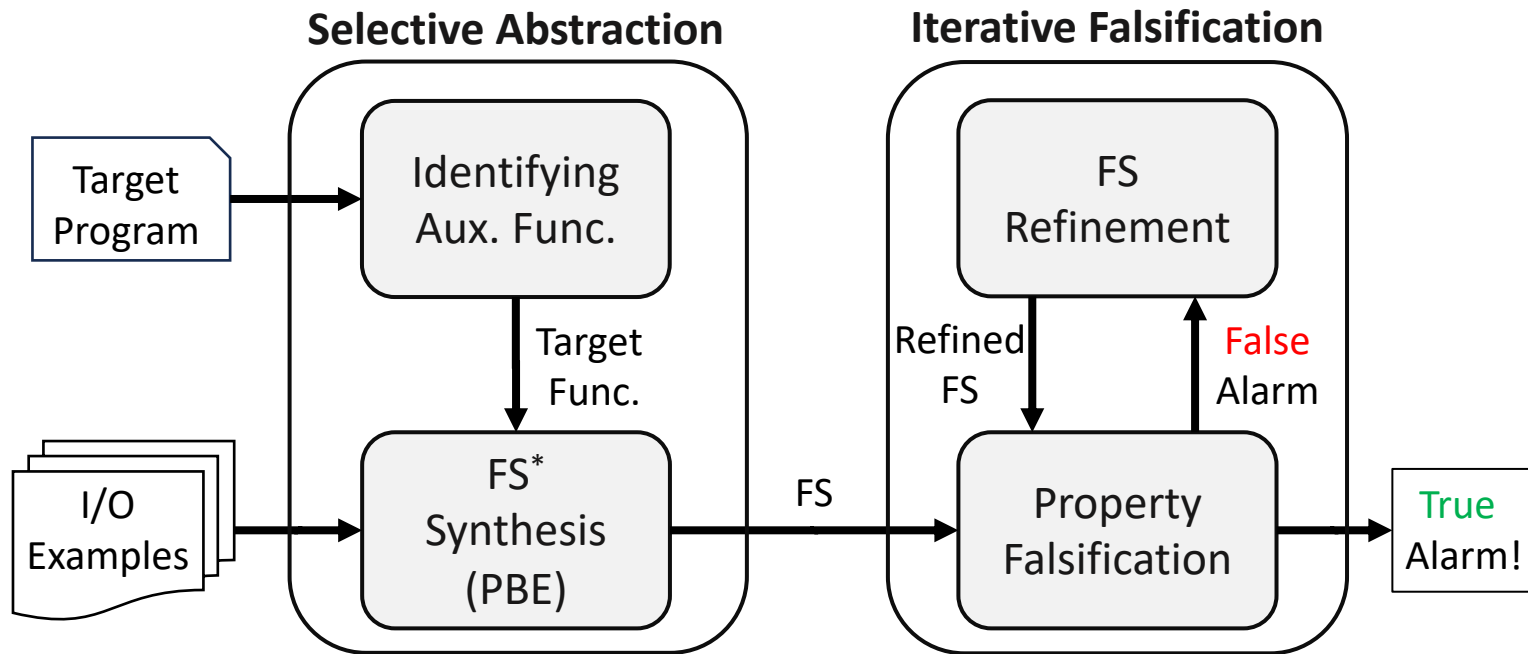 Selective Abstraction
Iterative Falsification
Target
Program
Identifying
Aux. Func.
Target
Func.
I/O
Examples
FS*
Synthesis
(PBE)
FS
FS
Refinement
Refined
FS
False
Alarm
Property
Falsification
True
Alarm!